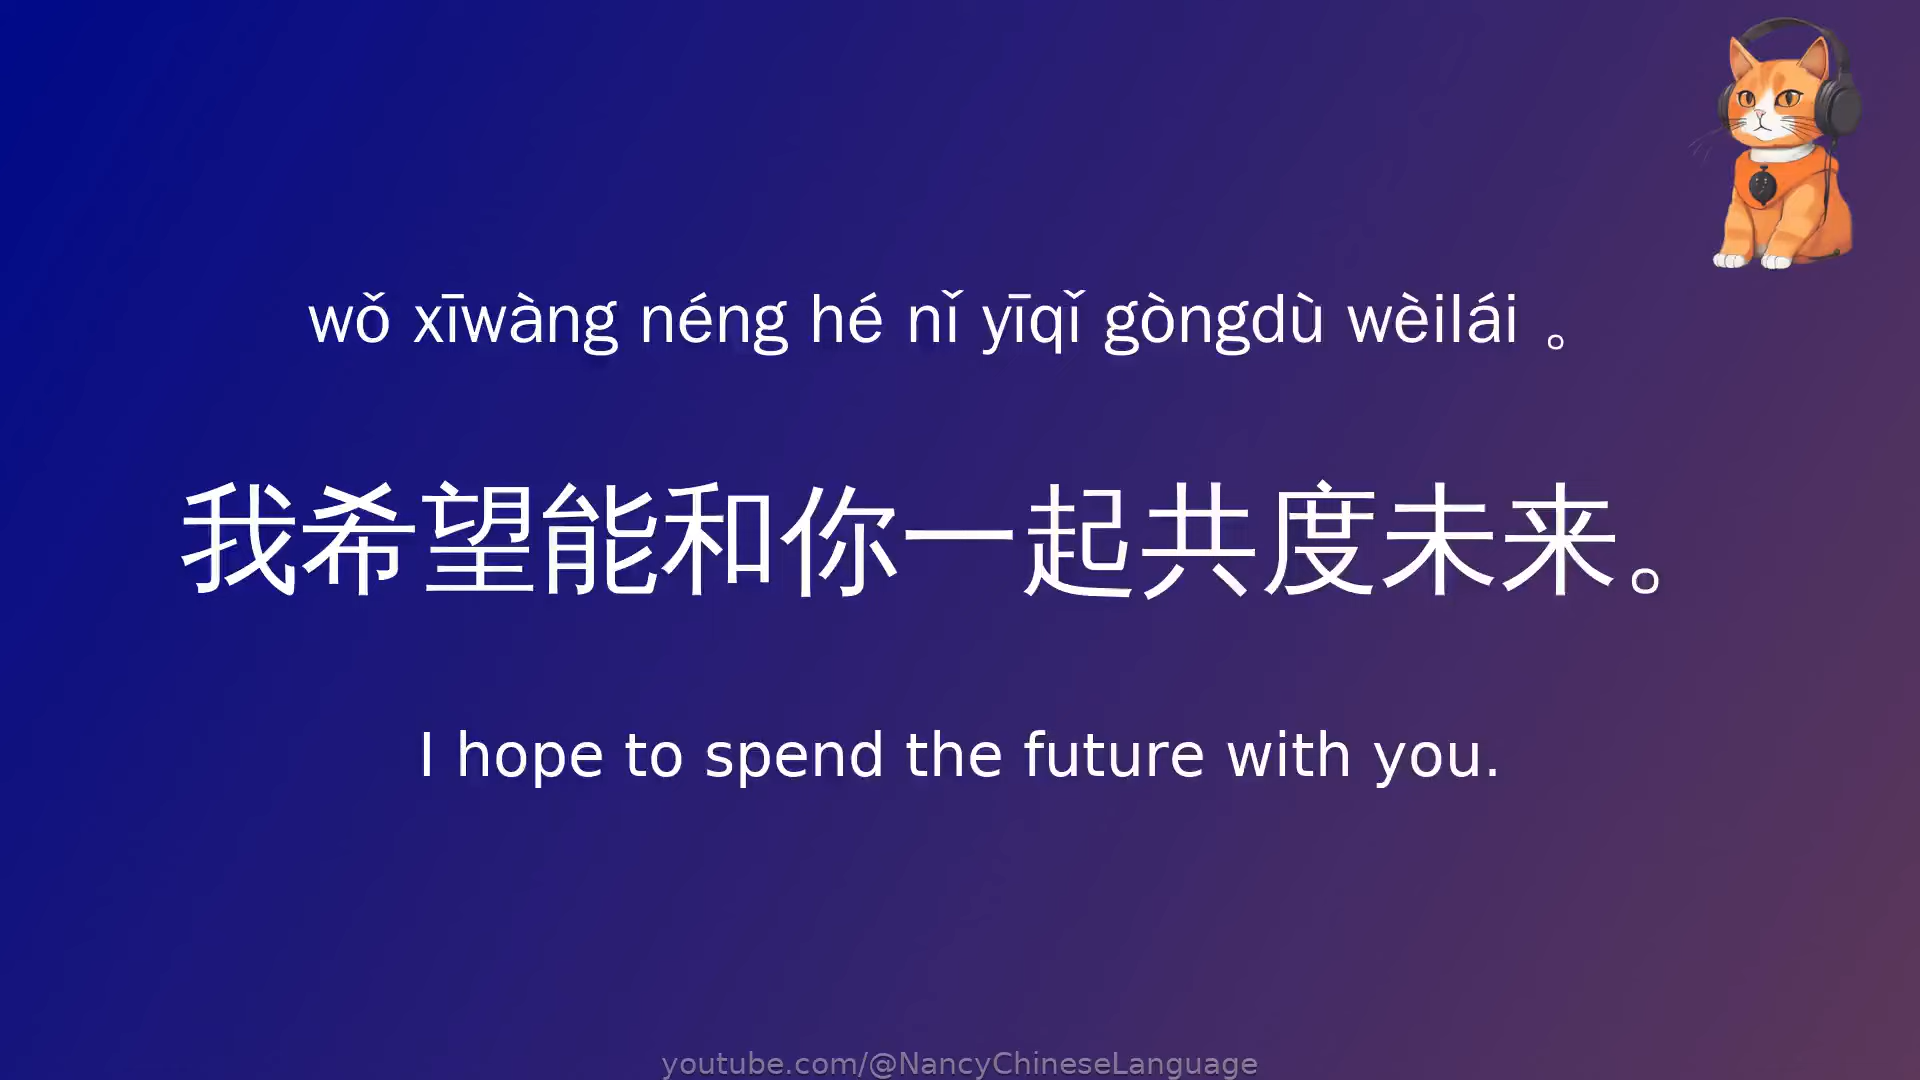 wǒ xīwàng néng hé nǐ yīqǐ gòngdù wèilái 。
我希望能和你一起共度未来。
I hope to spend the future with you.
youtube.com/@NancyChineseLanguage